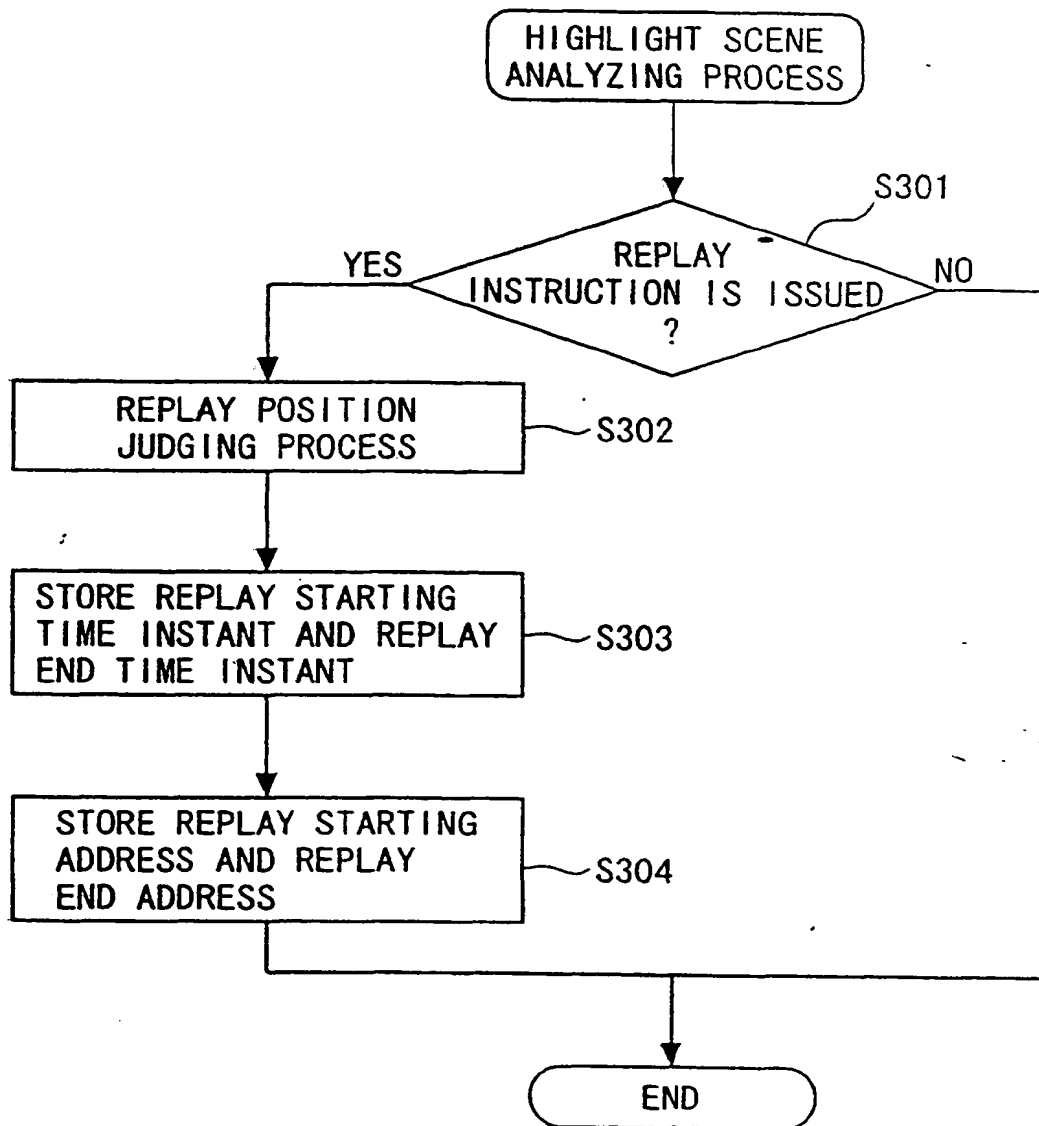 HIGHLIGHT SCENE
ANALYZING PROCESS
S301
REPLAY
INSTRUCTION IS ISSUED
?
YES
NO
REPLAY POSITION
JUDGING PROCESS
S302
STORE REPLAY STARTING
TIME INSTANT AND REPLAY
END TIME INSTANT
S303
STORE REPLAY STARTING
ADDRESS AND REPLAY
END ADDRESS
S304
END